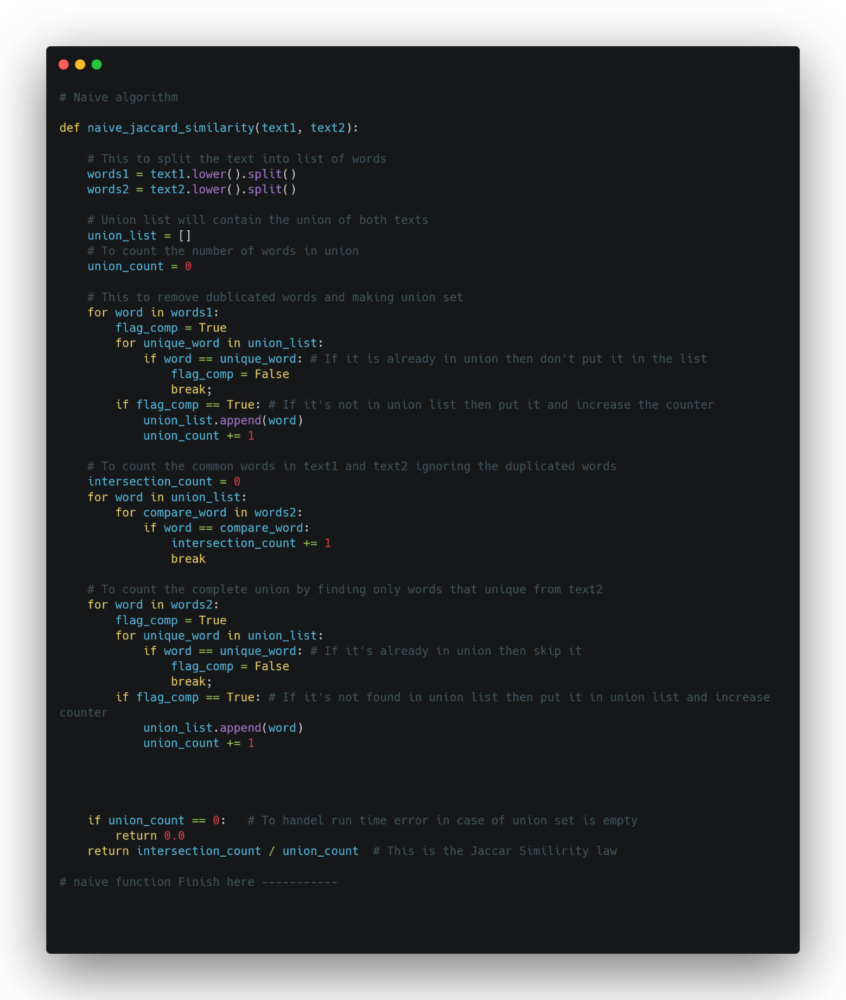 # Naive algorithm

def naive_jaccard_similarity(text1, text2):

    # This to split the text into list of words
    words1 = text1.lower().split()
    words2 = text2.lower().split()

    # Union list will contain the union of both texts
    union_list = []
    # To count the number of words in union
    union_count = 0

    # This to remove dublicated words and making union set
    for word in words1:
        flag_comp = True
        for unique_word in union_list:
            if word == unique_word: # If it is already in union then don't put it in the list
                flag_comp = False
                break;
        if flag_comp == True: # If it's not in union list then put it and increase the counter
            union_list.append(word)
            union_count += 1

    # To count the common words in text1 and text2 ignoring the duplicated words
    intersection_count = 0
    for word in union_list:
        for compare_word in words2:
            if word == compare_word:
                intersection_count += 1
                break

    # To count the complete union by finding only words that unique from text2
    for word in words2:
        flag_comp = True
        for unique_word in union_list:
            if word == unique_word: # If it's already in union then skip it
                flag_comp = False
                break;
        if flag_comp == True: # If it's not found in union list then put it in union list and increase
counter
            union_list.append(word)
            union_count += 1

    if union_count == 0:   # To handel run time error in case of union set is empty
        return 0.0
    return intersection_count / union_count  # This is the Jaccar Similirity law

# naive function Finish here -----------